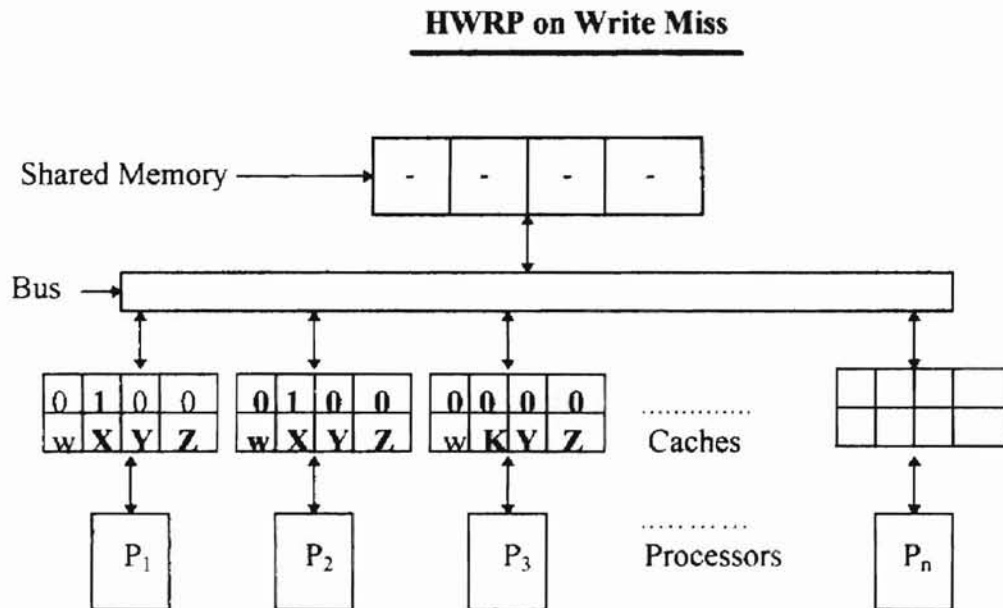 HWRP on Write Miss
Shared Memory
- - - -
Bus
0 1 0 0 0 1 0 0 0 0 0 0
w X Y Z w X Y Z w K Y Z
............
Caches
P1 P2 P3
............
Processors
Pn